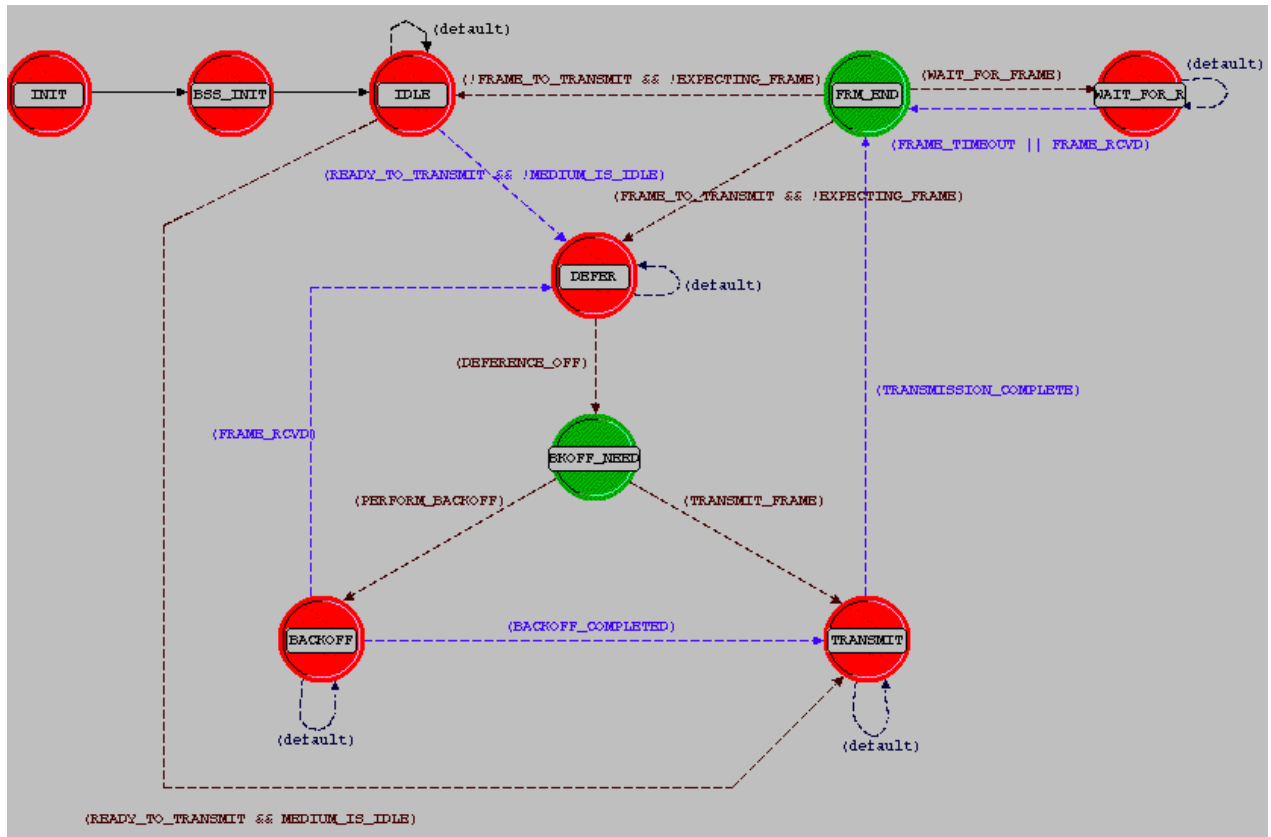 (default)
(default)
(!FRAME_TO_TRANSMIT && !EXPECTING_FRAME)
(WAIT_FOR_FRAME)
INIT
BSS_INIT
IDLE
FRM_END
WAIT_FOR_R
(FRAME_TIMEOUT || FRAME_RCVD)
(READY_TO_TRANSMIT && !MEDIUM_IS_IDLE)
(FRAME_TO_TRANSMIT && !EXPECTING_FRAME)
DEFER
(default)
(DEFERENCE_OFF)
(TRANSMISSION_COMPLETE)
(FRAME_RCVD)
BKOFF_NEED
(PERFORM_BACKOFF)
(TRANSMIT_FRAME)
(BACKOFF_COMPLETED)
BACKOFF
TRANSMIT
(default)
(default)
(READY_TO_TRANSMIT && MEDIUM_IS_IDLE)